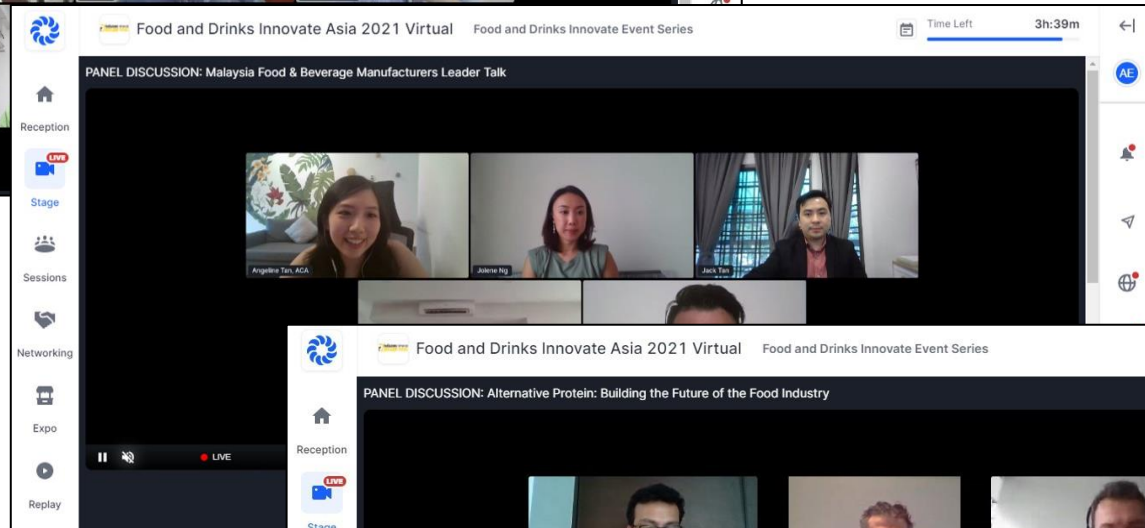 Food and Drinks Innovate Asia 2021 Virtual
Food and Drinks Innovate Event Series
Time Left
3h:39m
PANEL DISCUSSION: Malaysia Food & Beverage Manufacturers Leader Talk
AE
Reception
LIVE
Stage
Sessions
Networking
Expo
Replay
Angeline Tan, ACA
Jolene Ng
Jack Tan
LIVE
Food and Drinks Innovate Asia 2021 Virtual
Food and Drinks Innovate Event Series
PANEL DISCUSSION: Alternative Protein: Building the Future of the Food Industry
Reception
LIVE
Stage